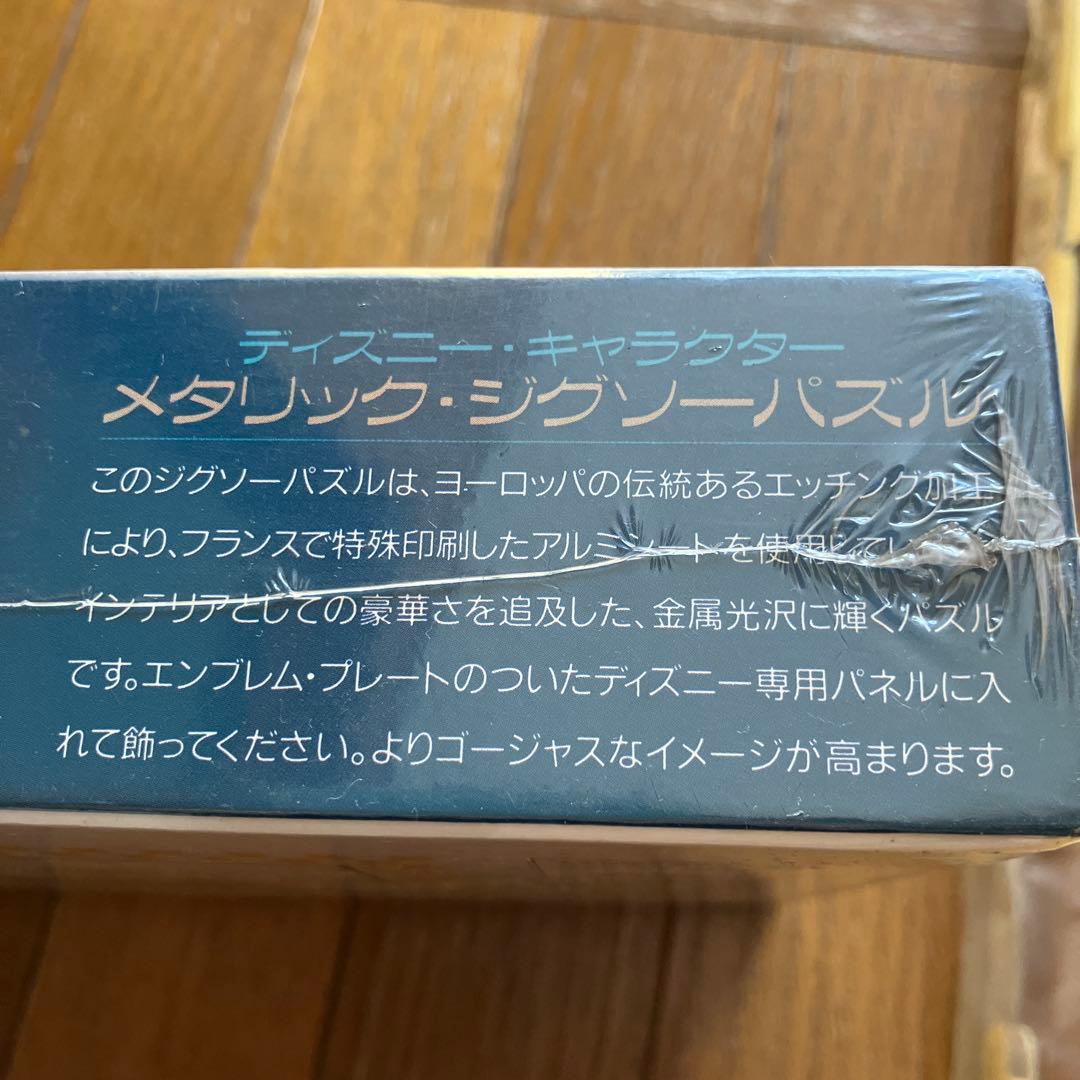 ディズニー・キャラクター
メタリック・ジグソーパズル
このジグソーパズルは、ヨーロッパの伝統あるエッチング加工
により、フランスで特殊印刷したアルミシートを使用してい
インテリアとしての豪華さを追及した、金属光沢に輝くパズル
です。エンブレム・プレートのついたディズニー専用パネルに入
れて飾ってください。よりゴージャスなイメージが高まります。